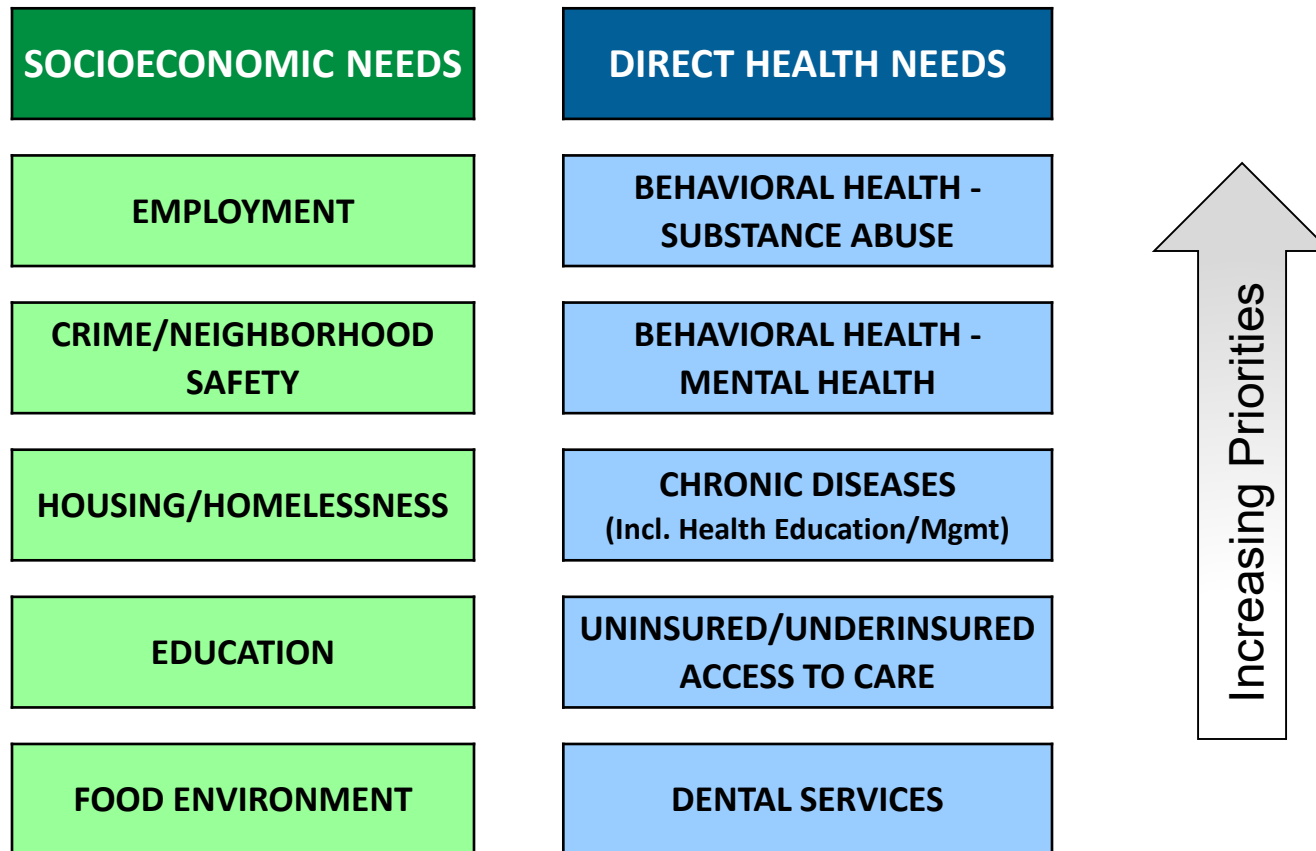 SOCIOECONOMIC NEEDS
DIRECT HEALTH NEEDS
EMPLOYMENT
BEHAVIORAL HEALTH -
SUBSTANCE ABUSE
CRIME/NEIGHBORHOOD
SAFETY
BEHAVIORAL HEALTH -
MENTAL HEALTH
HOUSING/HOMELESSNESS
CHRONIC DISEASES
(Incl. Health Education/Mgmt)
EDUCATION
UNINSURED/UNDERINSURED
ACCESS TO CARE
FOOD ENVIRONMENT
DENTAL SERVICES
Increasing Priorities